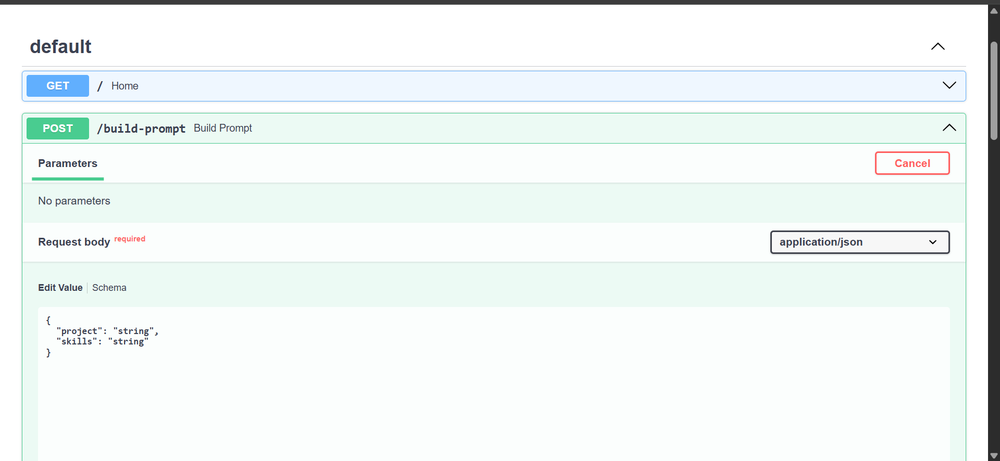 default
GET / Home
POST /build-prompt Build Prompt
Parameters
Cancel
No parameters
Request body required
application/json
Edit Value Schema
{
  "project": "string",
  "skills": "string"
}